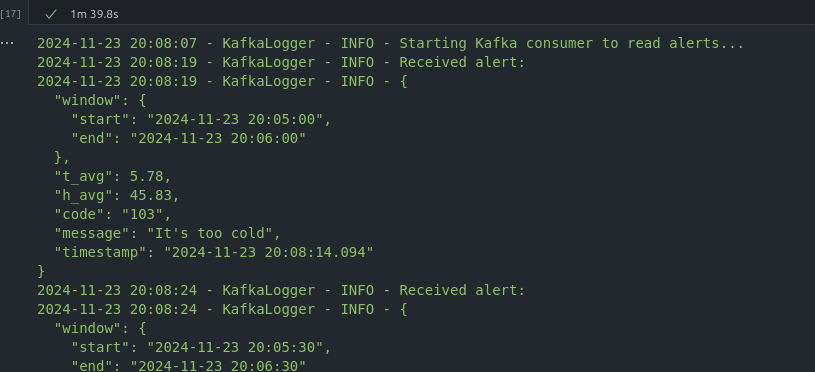 [17]
✓ 1m 39.8s
...
2024-11-23 20:08:07 - KafkaLogger - INFO - Starting Kafka consumer to read alerts...
2024-11-23 20:08:19 - KafkaLogger - INFO - Received alert:
2024-11-23 20:08:19 - KafkaLogger - INFO - {
  "window": {
    "start": "2024-11-23 20:05:00",
    "end": "2024-11-23 20:06:00"
  },
  "t_avg": 5.78,
  "h_avg": 45.83,
  "code": "103",
  "message": "It's too cold",
  "timestamp": "2024-11-23 20:08:14.094"
}
2024-11-23 20:08:24 - KafkaLogger - INFO - Received alert:
2024-11-23 20:08:24 - KafkaLogger - INFO - {
  "window": {
    "start": "2024-11-23 20:05:30",
    "end": "2024-11-23 20:06:30"